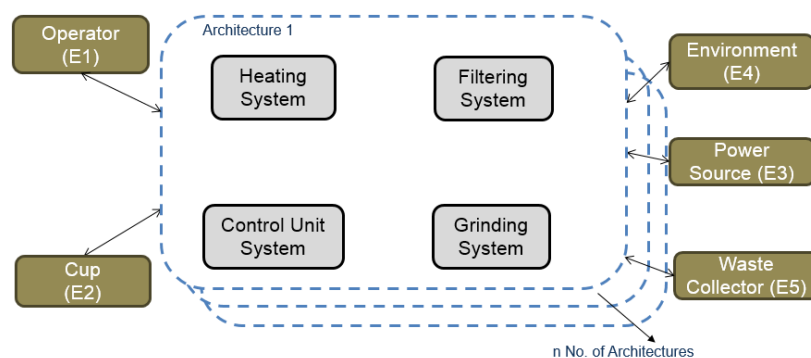 Architecture 1
Operator
(E1)
Heating
System
Filtering
System
Environment
(E4)
Power
Source (E3)
Control Unit
System
Grinding
System
Cup
(E2)
Waste
Collector (E5)
n No. of Architectures